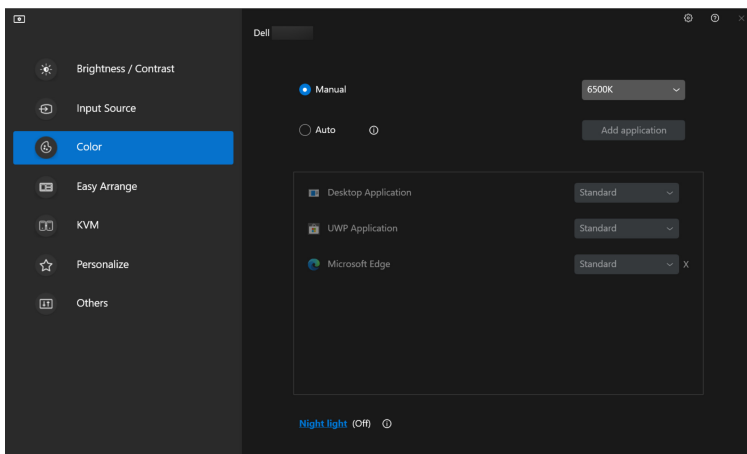 Dell
Brightness / Contrast
Input Source
Color
Easy Arrange
KVM
Personalize
Others
Manual
6500K
Auto
Add application
Desktop Application
Standard
UWP Application
Standard
Microsoft Edge
Standard
X
Night light (Off)